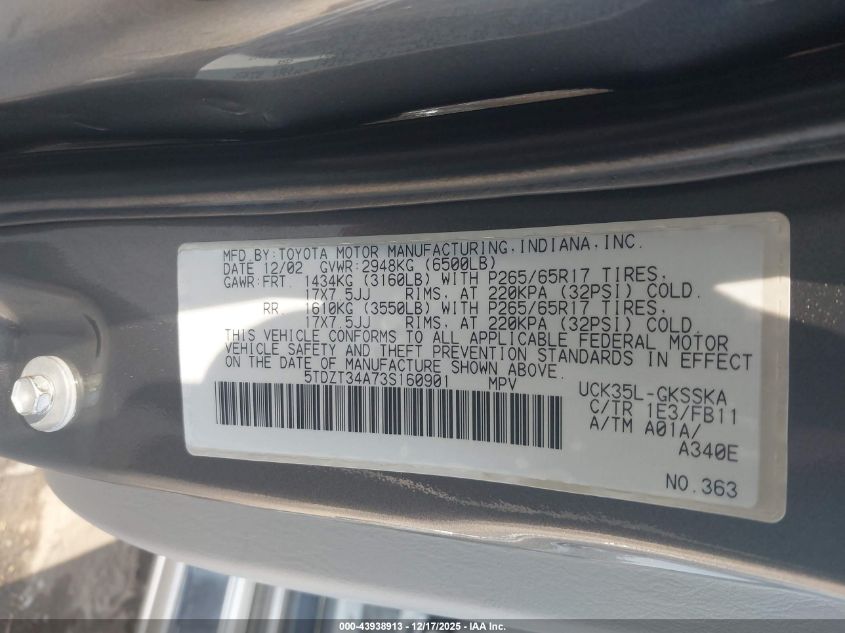 MFD.BY:TOYOTA MOTOR MANUFACTURING,INDIANA,INC.
DATE 12/02 GVWR:2948KG (6500LB)
GAWR:FRT. 1434KG (3160LB) WITH P265/65R17 TIRES,
17X7.5JJ RIMS, AT 220KPA (32PSI) COLD.
RR. 1610KG (3550LB) WITH P265/65R17 TIRES,
17X7.5JJ RIMS, AT 220KPA (32PSI) COLD.
THIS VEHICLE CONFORMS TO ALL APPLICABLE FEDERAL MOTOR
VEHICLE SAFETY AND THEFT PREVENTION STANDARDS IN EFFECT
ON THE DATE OF MANUFACTURE SHOWN ABOVE.
5TDZT34A73S160901 MPV
UCK35L-GKSSKA
C/TR 1E3/FB11
A/TM A01A/
A340E
NO.363
000-43938913 - 12/17/2025 - IAA Inc.